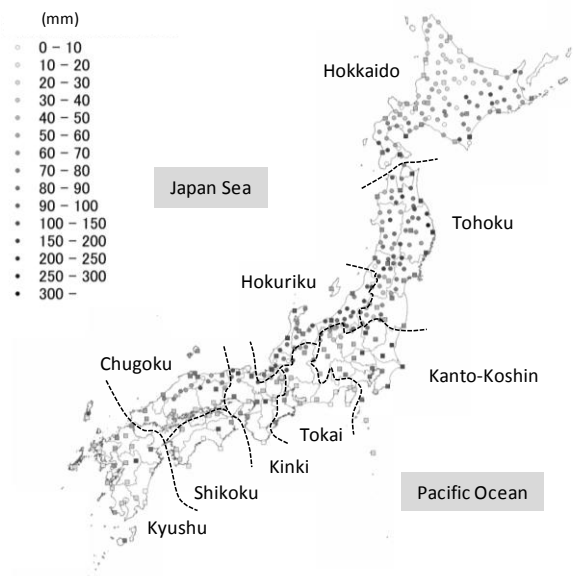 (mm)
0 – 10
10 – 20
20 – 30
30 – 40
40 – 50
50 – 60
60 – 70
70 – 80
80 – 90
90 – 100
100 – 150
150 – 200
200 – 250
250 – 300
300 –
Hokkaido
Japan Sea
Tohoku
Hokuriku
Chugoku
Kanto-Koshin
Tokai
Kinki
Shikoku
Pacific Ocean
Kyushu